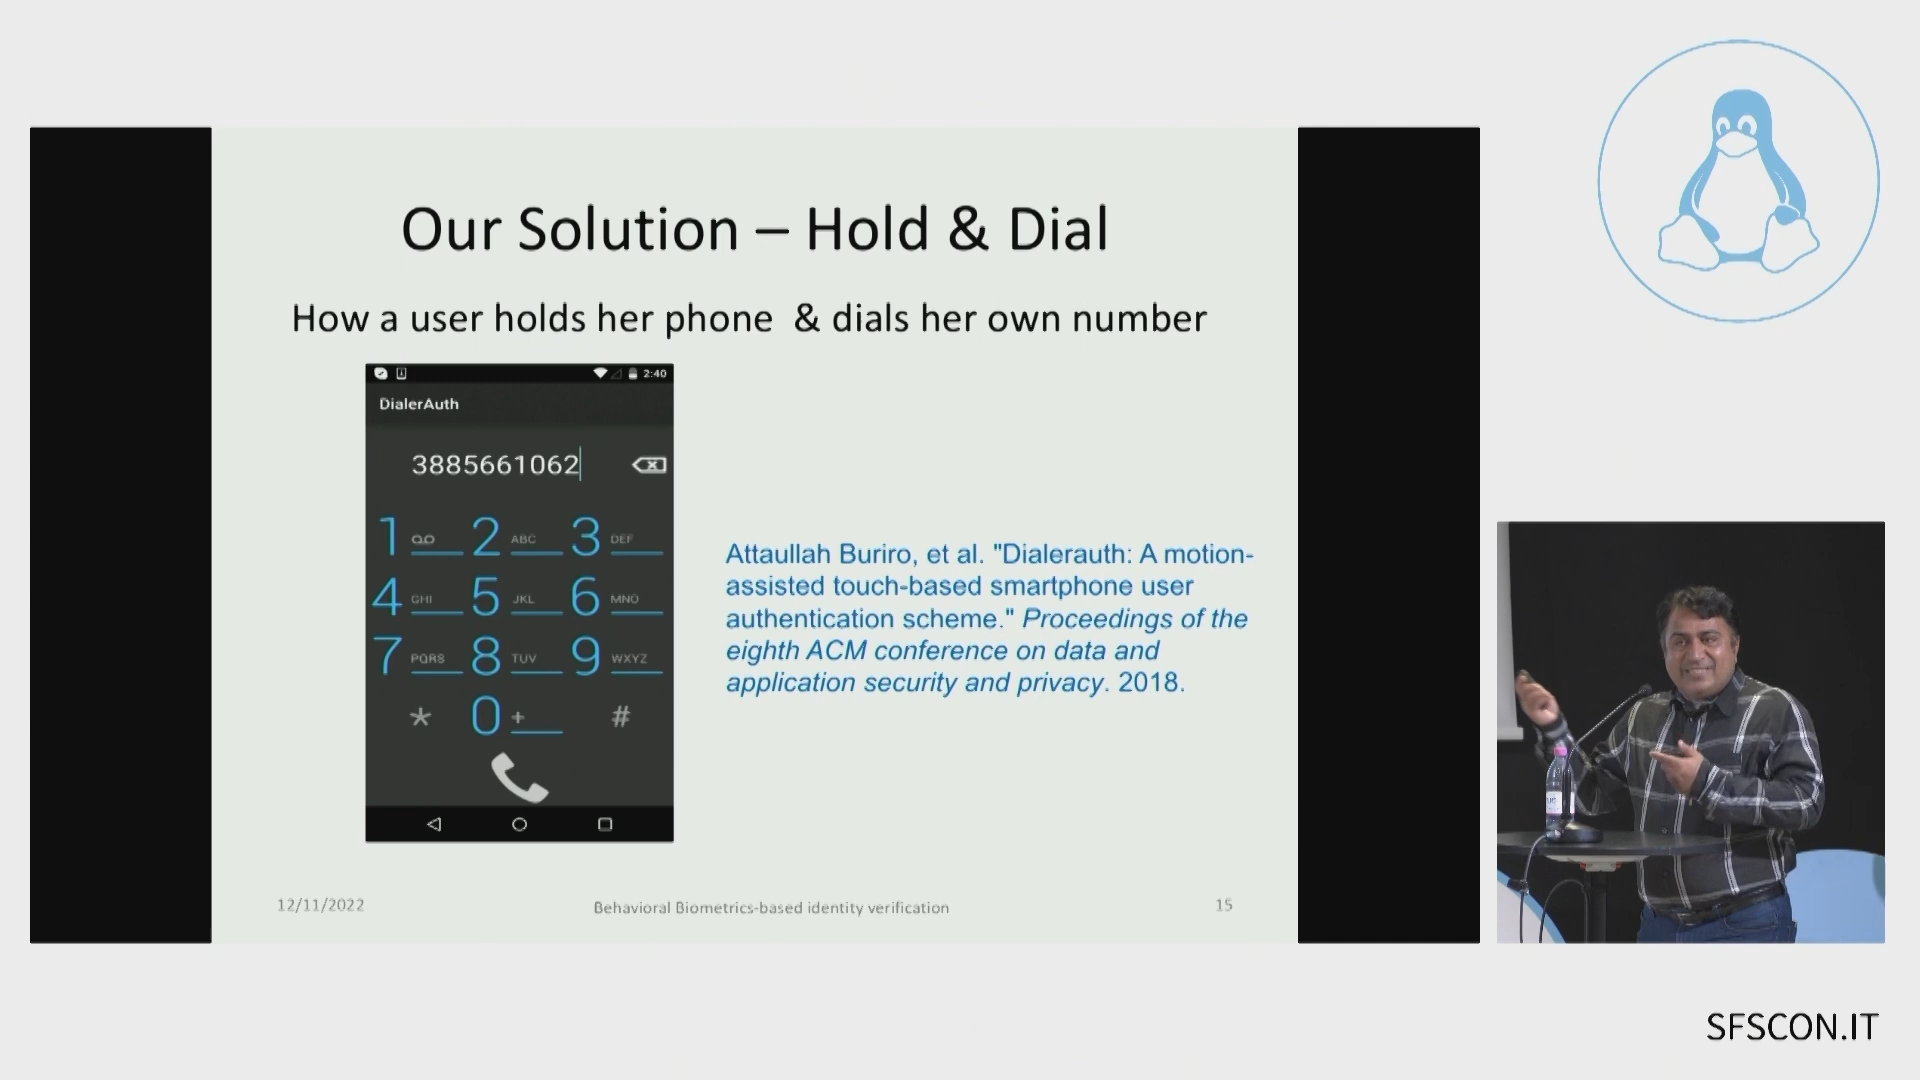 Our Solution – Hold & Dial
How a user holds her phone & dials her own number
2:40
DialerAuth
3885661062
1 2 ABC 3 DEF
4 GHI 5 JKL 6 MNO
7 PQRS 8 TUV 9 WXYZ
* 0 + #
Attaullah Buriro, et al. "Dialerauth: A motion-
assisted touch-based smartphone user
authentication scheme." Proceedings of the
eighth ACM conference on data and
application security and privacy. 2018.
12/11/2022
Behavioral Biometrics-based identity verification
15
SFSCON.IT